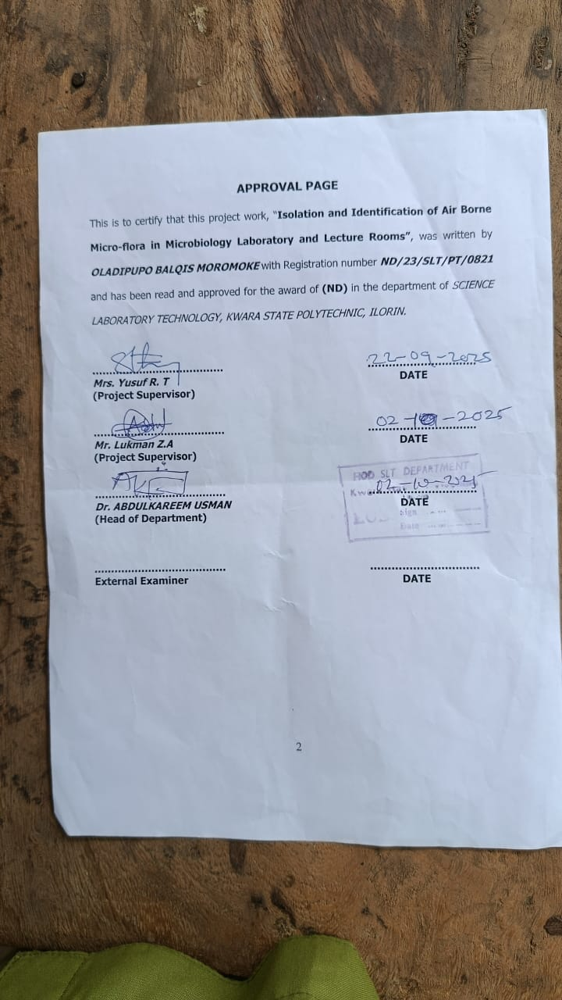 APPROVAL PAGE
This is to certify that this project work, "Isolation and Identification of Air Borne
Micro-flora in Microbiology Laboratory and Lecture Rooms", was written by
OLADIPUPO BALQIS MOROMOKE with Registration number ND/23/SLT/PT/0821
and has been read and approved for the award of (ND) in the department of SCIENCE
LABORATORY TECHNOLOGY, KWARA STATE POLYTECHNIC, ILORIN.
22-09-2025
Mrs. Yusuf R. T
DATE
(Project Supervisor)
02 - - 2025
Mr. Lukman Z.A
DATE
(Project Supervisor)
HOD SLT DEPARTMENT
02-10-2025
Dr. ABDULKAREEM USMAN
DATE
(Head of Department)
Sign
Date
External Examiner
DATE
2